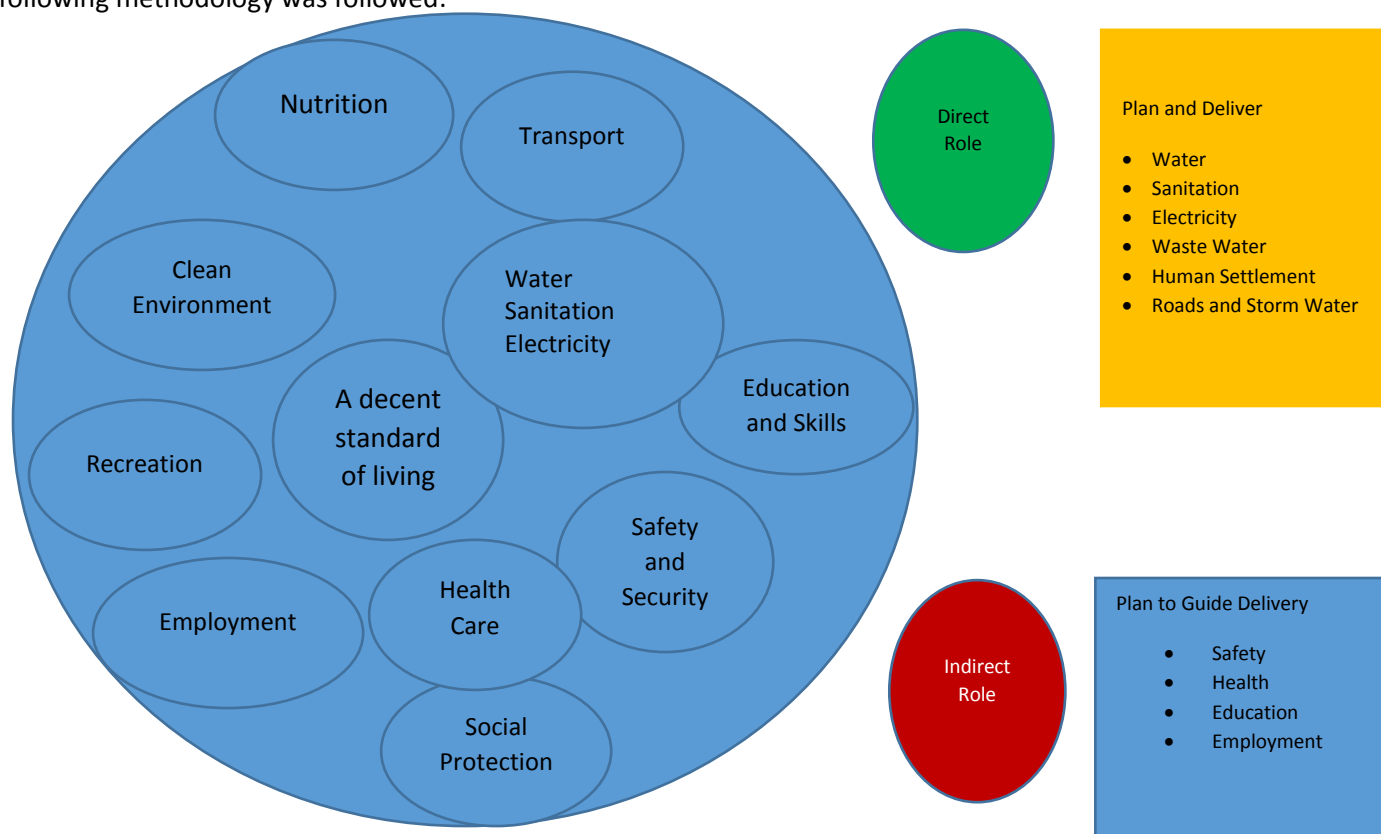 following methodology was followed:
Nutrition
Transport
Clean
Environment
Water
Sanitation
Electricity
A decent
standard
of living
Education
and Skills
Recreation
Safety
and
Security
Health
Care
Employment
Social
Protection
Direct
Role
Plan and Deliver
• Water
• Sanitation
• Electricity
• Waste Water
• Human Settlement
• Roads and Storm Water
Indirect
Role
Plan to Guide Delivery
• Safety
• Health
• Education
• Employment